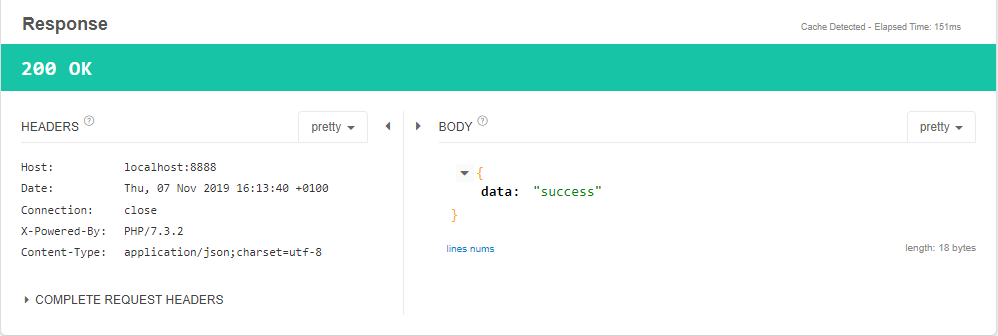 Response
Cache Detected - Elapsed Time: 151ms
200 OK
HEADERS ? pretty
Host: localhost:8888
Date: Thu, 07 Nov 2019 16:13:40 +0100
Connection: close
X-Powered-By: PHP/7.3.2
Content-Type: application/json;charset=utf-8
COMPLETE REQUEST HEADERS
BODY ? pretty
{
data: "success"
}
lines nums
length: 18 bytes